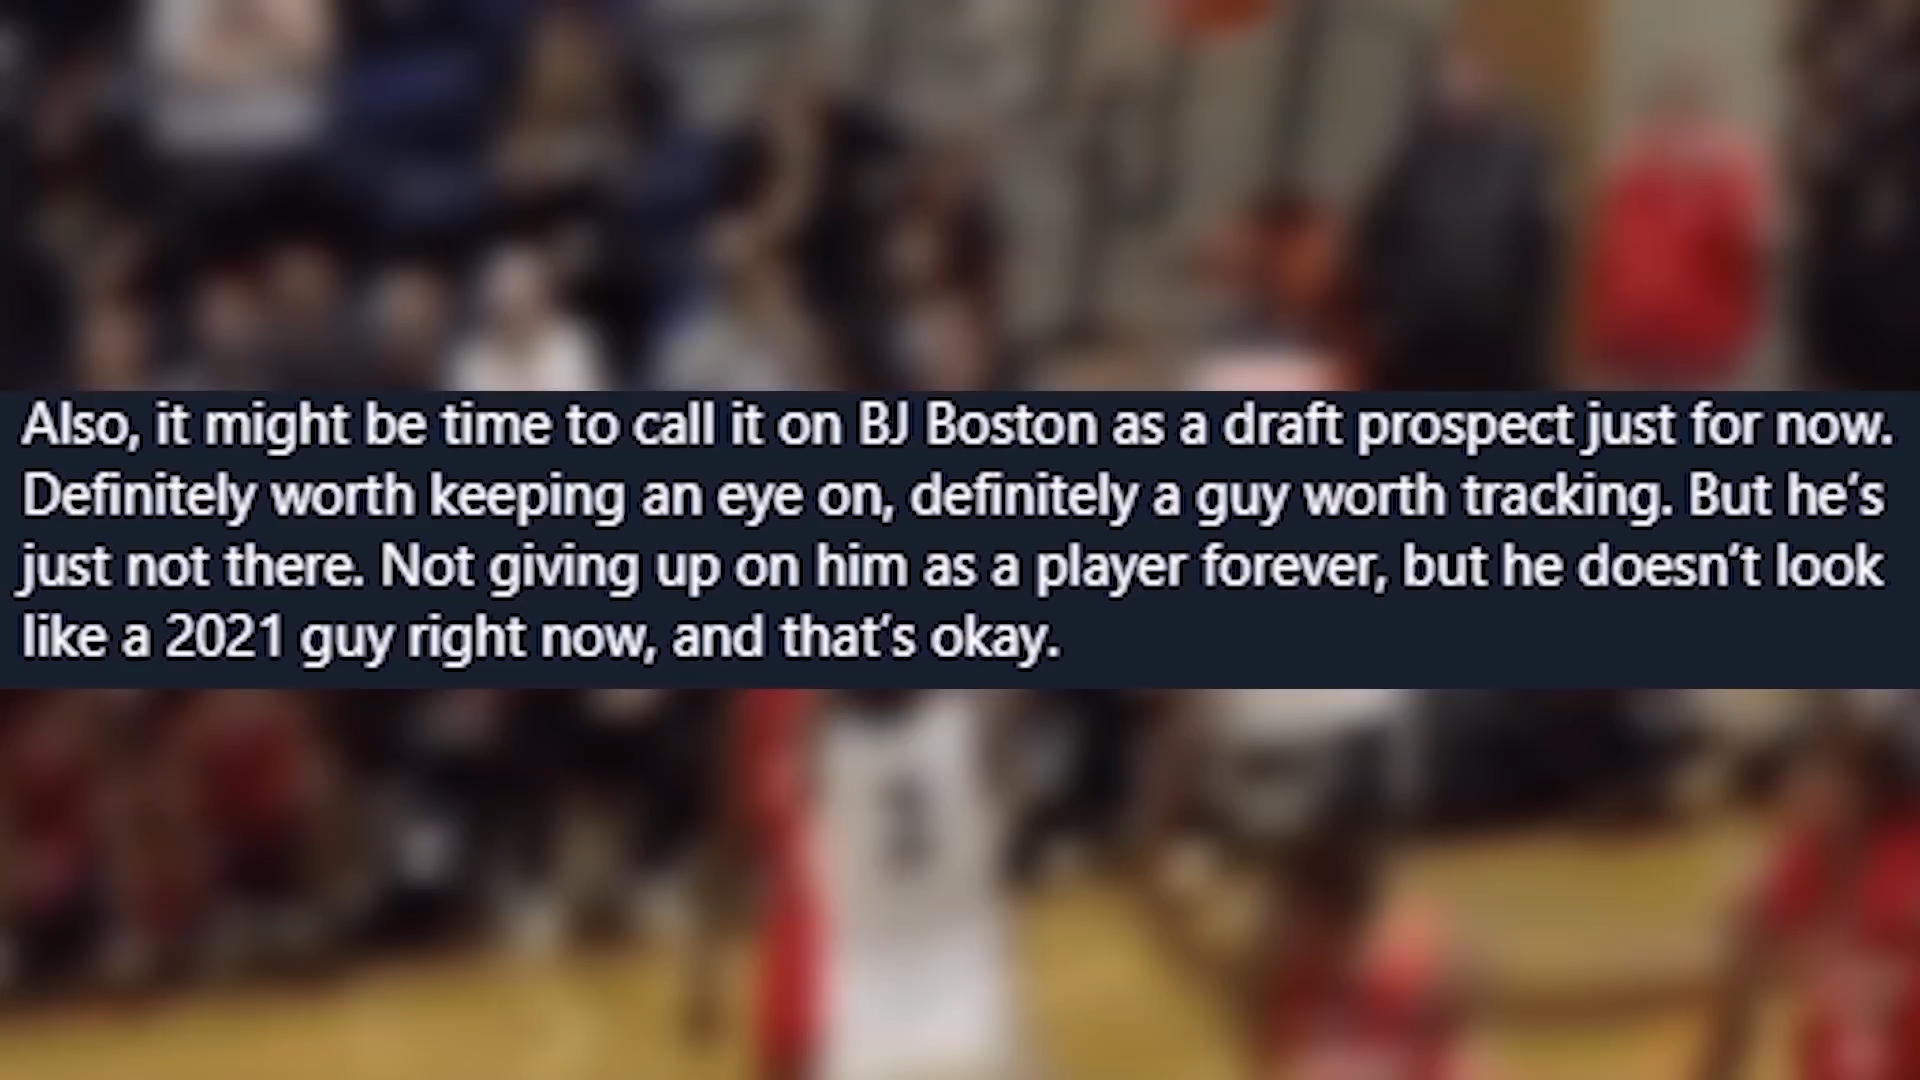 Also, it might be time to call it on BJ Boston as a draft prospect just for now.
Definitely worth keeping an eye on, definitely a guy worth tracking. But he’s
just not there. Not giving up on him as a player forever, but he doesn’t look
like a 2021 guy right now, and that’s okay.